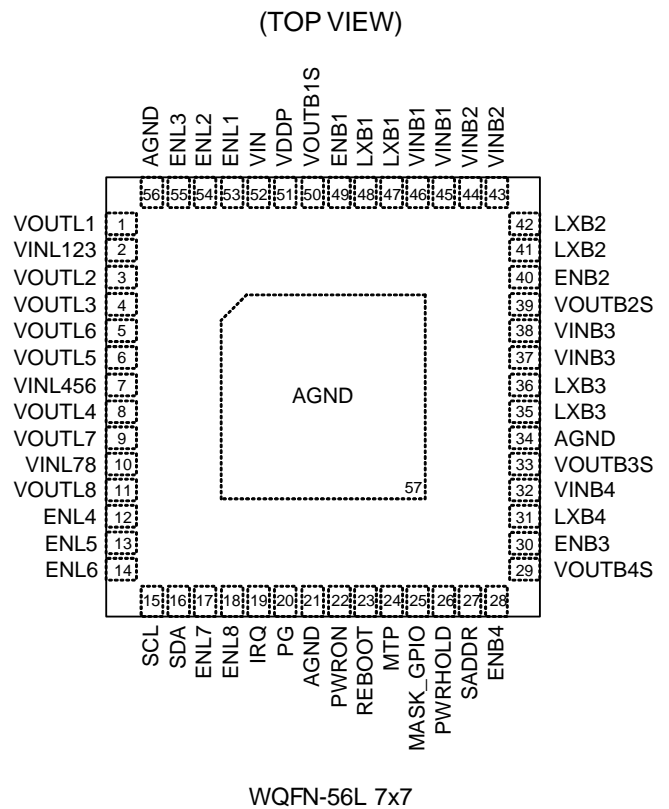 (TOP VIEW)
AGND
ENL3
ENL2
ENL1
VIN
VDDP
VOUTB1S
ENB1
LXB1
LXB1
VINB1
VINB1
VINB2
VINB2
56 55 54 53 52 51 50 49 48 47 46 45 44 43
VOUTL1 1 42 LXB2
VINL123 2 41 LXB2
VOUTL2 3 40 ENB2
VOUTL3 4 39 VOUTB2S
VOUTL6 5 38 VINB3
VOUTL5 6 37 VINB3
VINL456 7 36 LXB3
AGND
VOUTL4 8 35 LXB3
VOUTL7 9 34 AGND
VINL78 10 33 VOUTB3S
VOUTL8 11 57 32 VINB4
ENL4 12 31 LXB4
ENL5 13 30 ENB3
ENL6 14 29 VOUTB4S
15 16 17 18 19 20 21 22 23 24 25 26 27 28
SCL
SDA
ENL7
ENL8
IRQ
PG
AGND
PWRON
REBOOT
MTP
MASK_GPIO
PWRHOLD
SADDR
ENB4
WQFN-56L 7x7